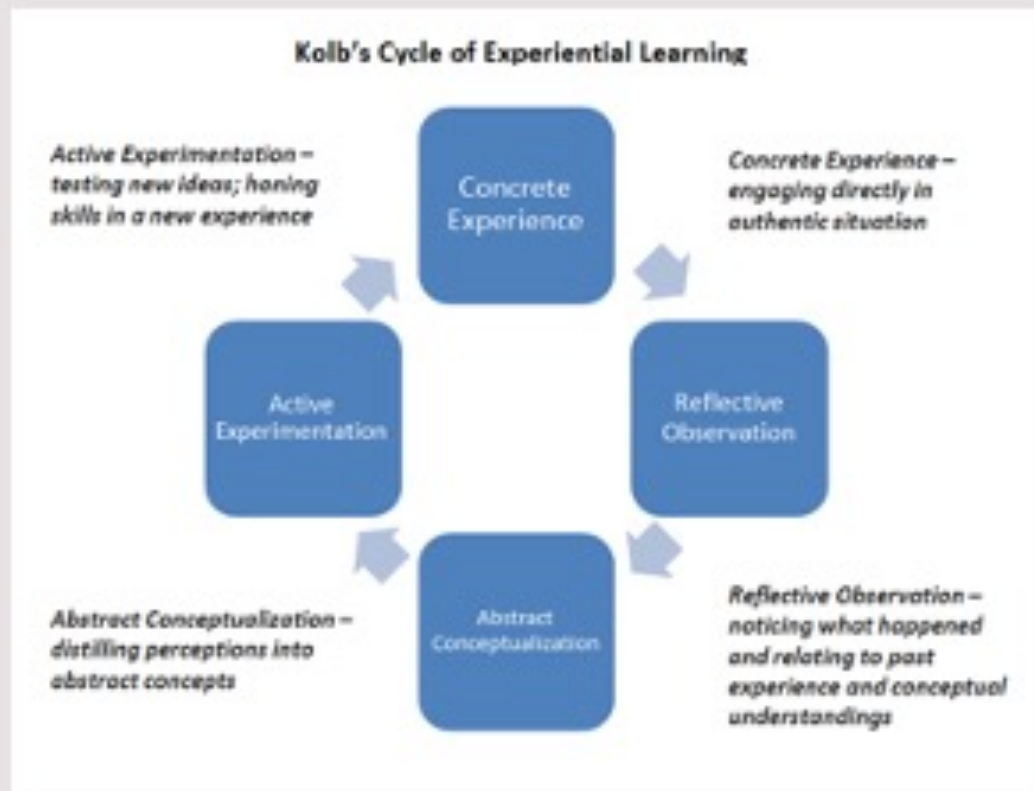 Kolb's Cycle of Experiential Learning
Active Experimentation –
testing new ideas; honing
skills in a new experience
Concrete
Experience
Concrete Experience –
engaging directly in
authentic situation
Active
Experimentation
Reflective
Observation
Abstract Conceptualization –
distilling perceptions into
abstract concepts
Abstract
Conceptualization
Reflective Observation –
noticing what happened
and relating to past
experience and conceptual
understandings